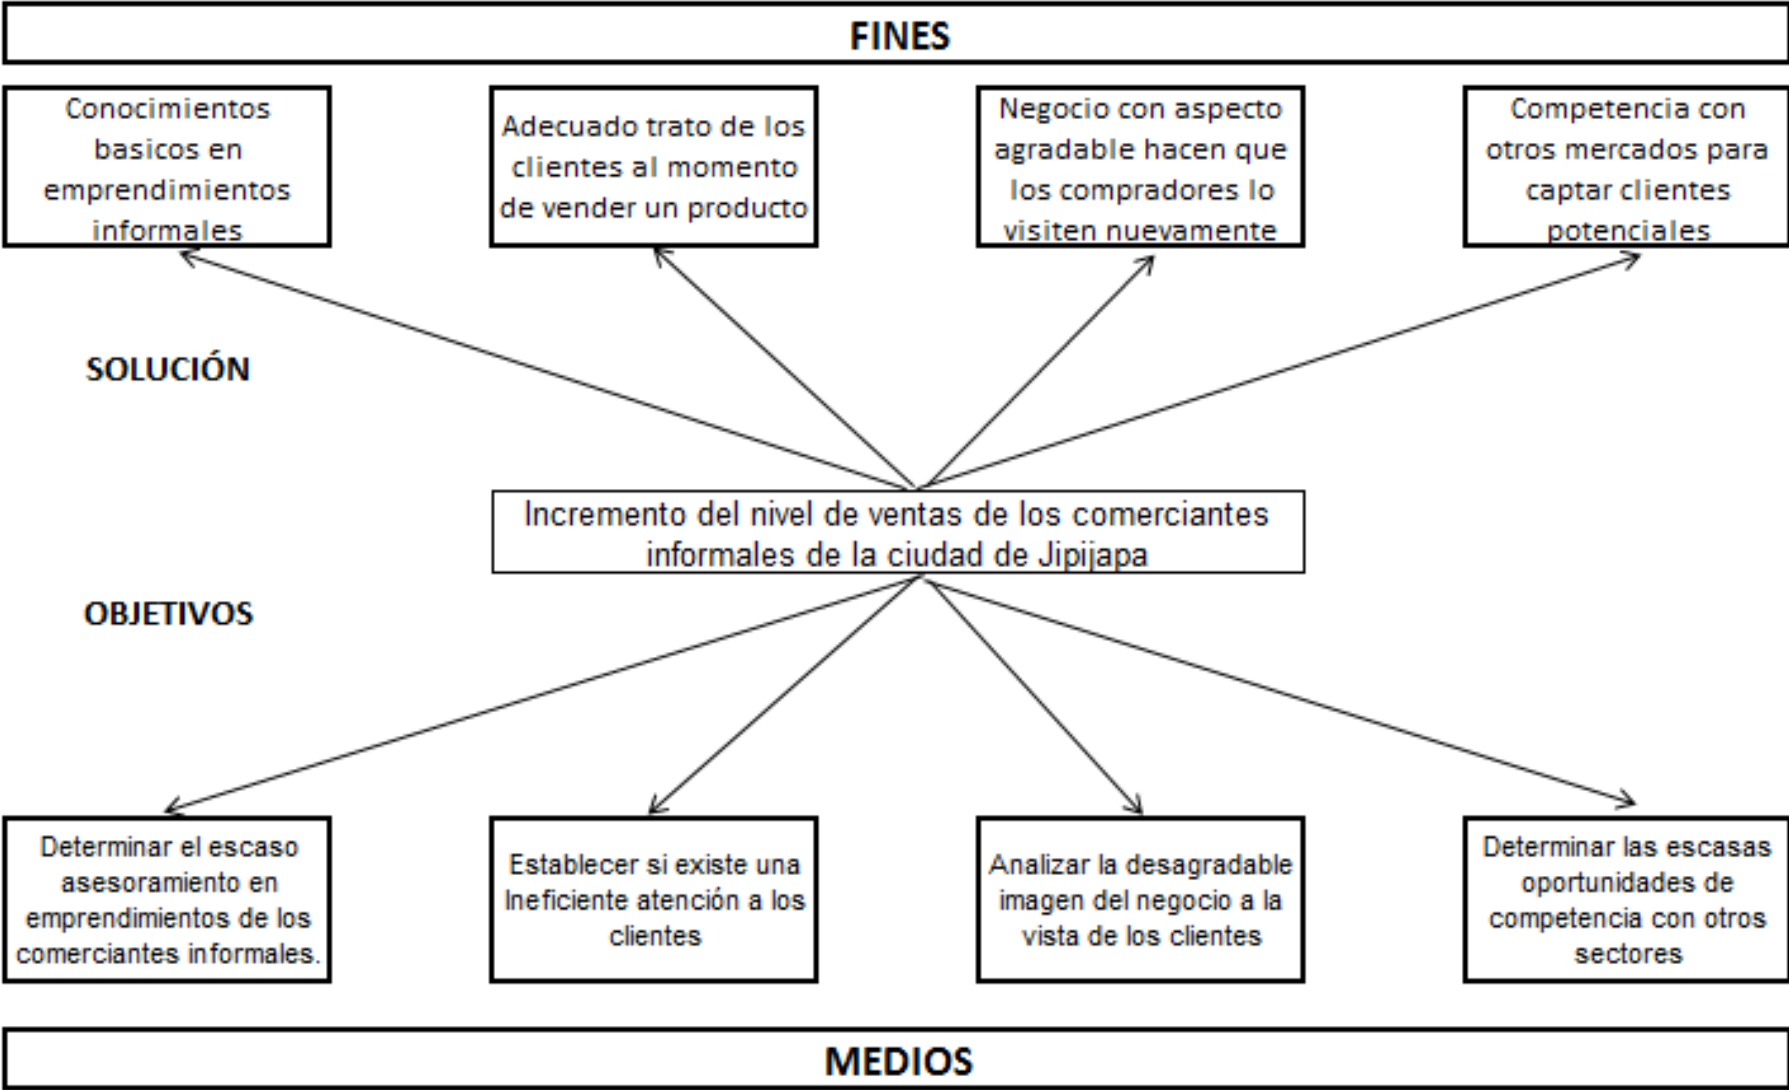 FINES
Conocimientos
basicos en
emprendimientos
informales
Adecuado trato de los
clientes al momento
de vender un producto
Negocio con aspecto
agradable hacen que
los compradores lo
visiten nuevamente
Competencia con
otros mercados para
captar clientes
potenciales
SOLUCIÓN
Incremento del nivel de ventas de los comerciantes
informales de la ciudad de Jipijapa
OBJETIVOS
Determinar el escaso
asesoramiento en
emprendimientos de los
comerciantes informales.
Establecer si existe una
Ineficiente atención a los
clientes
Analizar la desagradable
imagen del negocio a la
vista de los clientes
Determinar las escasas
oportunidades de
competencia con otros
sectores
MEDIOS